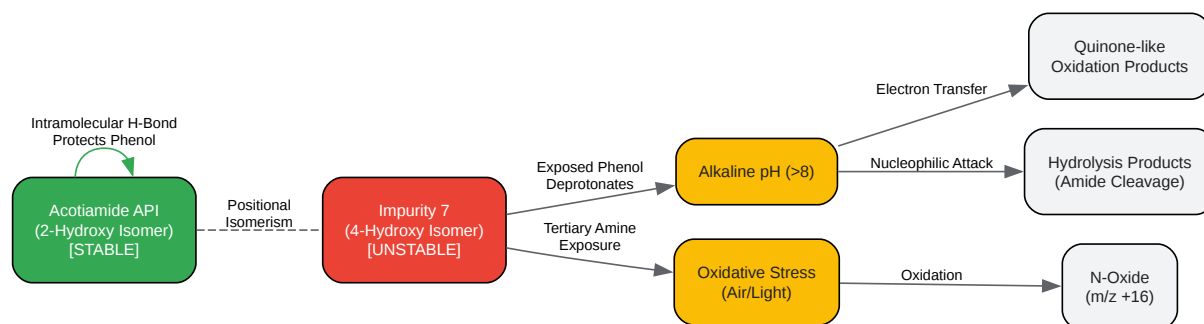 Intramolecular H-Bond
Protects Phenol
Acotiamide API
(2-Hydroxy Isomer)
[STABLE]
Positional
Isomerism
Impurity 7
(4-Hydroxy Isomer)
[UNSTABLE]
Exposed Phenol
Deprotonates
Tertiary Amine
Exposure
Alkaline pH (>8)
Oxidative Stress
(Air/Light)
Electron Transfer
Nucleophilic Attack
Oxidation
Quinone-like
Oxidation Products
Hydrolysis Products
(Amide Cleavage)
N-Oxide
(m/z +16)